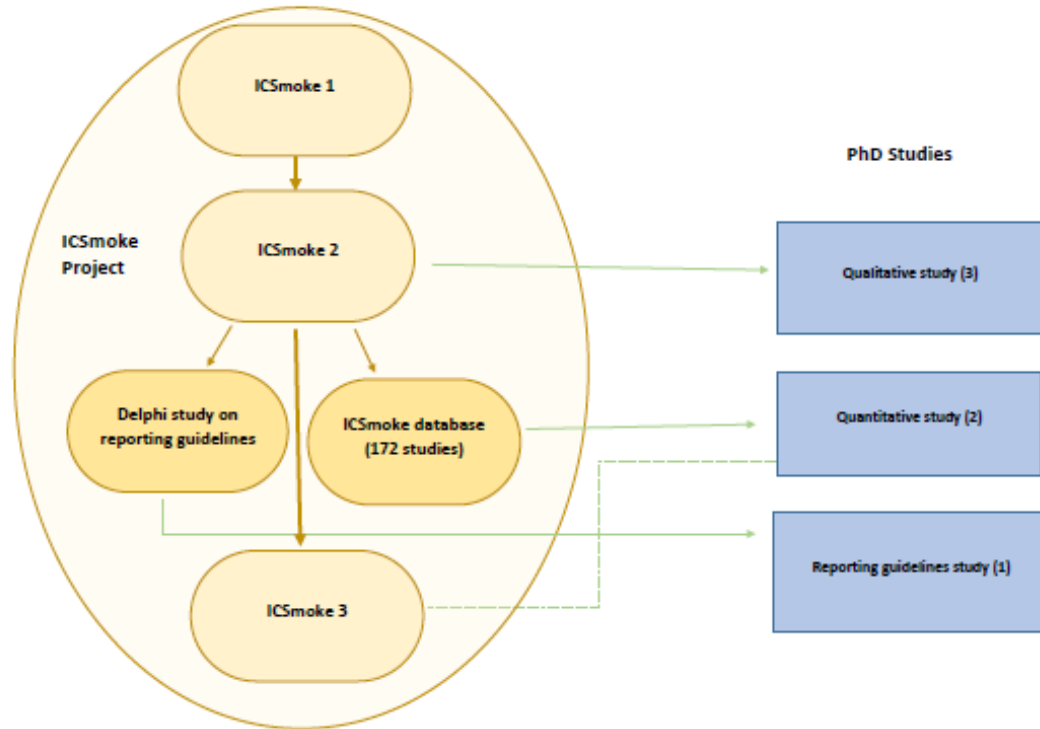 ICSmoke 1
PhD Studies
ICSmoke
Project
ICSmoke 2
Qualitative study (3)
Delphi study on
reporting guidelines
ICSmoke database
(172 studies)
Quantitative study (2)
Reporting guidelines study (1)
ICSmoke 3